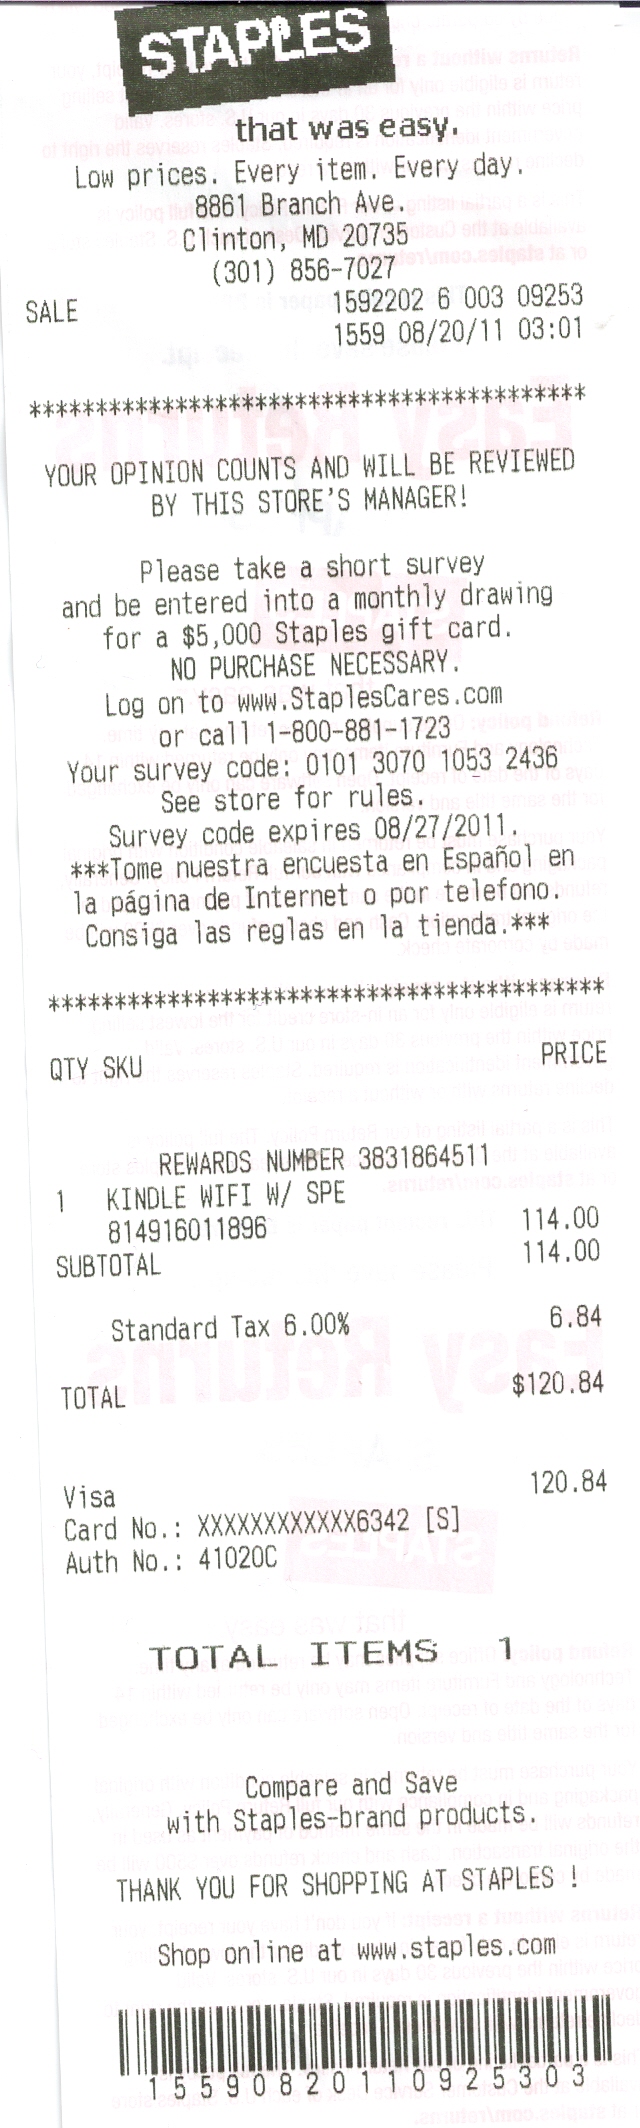 STAPLES
that was easy.
Low prices. Every item. Every day.
8861 Branch Ave.
Clinton, MD 20735
(301) 856-7027
SALE 1592202 6 003 09253
1559 08/20/11 03:01
******************************************
YOUR OPINION COUNTS AND WILL BE REVIEWED
BY THIS STORE'S MANAGER!
Please take a short survey
and be entered into a monthly drawing
for a $5,000 Staples gift card.
NO PURCHASE NECESSARY.
Log on to www.StaplesCares.com
or call 1-800-881-1723
Your survey code: 0101 3070 1053 2436
See store for rules.
Survey code expires 08/27/2011.
***Tome nuestra encuesta en Español en
la página de Internet o por telefono.
Consiga las reglas en la tienda.***
******************************************
QTY SKU PRICE
REWARDS NUMBER 3831864511
1 KINDLE WIFI W/ SPE
814916011896 114.00
SUBTOTAL 114.00
Standard Tax 6.00% 6.84
TOTAL $120.84
Visa 120.84
Card No.: XXXXXXXXXXXX6342 [S]
Auth No.: 41020C
TOTAL ITEMS 1
Compare and Save
with Staples-brand products.
THANK YOU FOR SHOPPING AT STAPLES !
Shop online at www.staples.com
1559082011092530​3